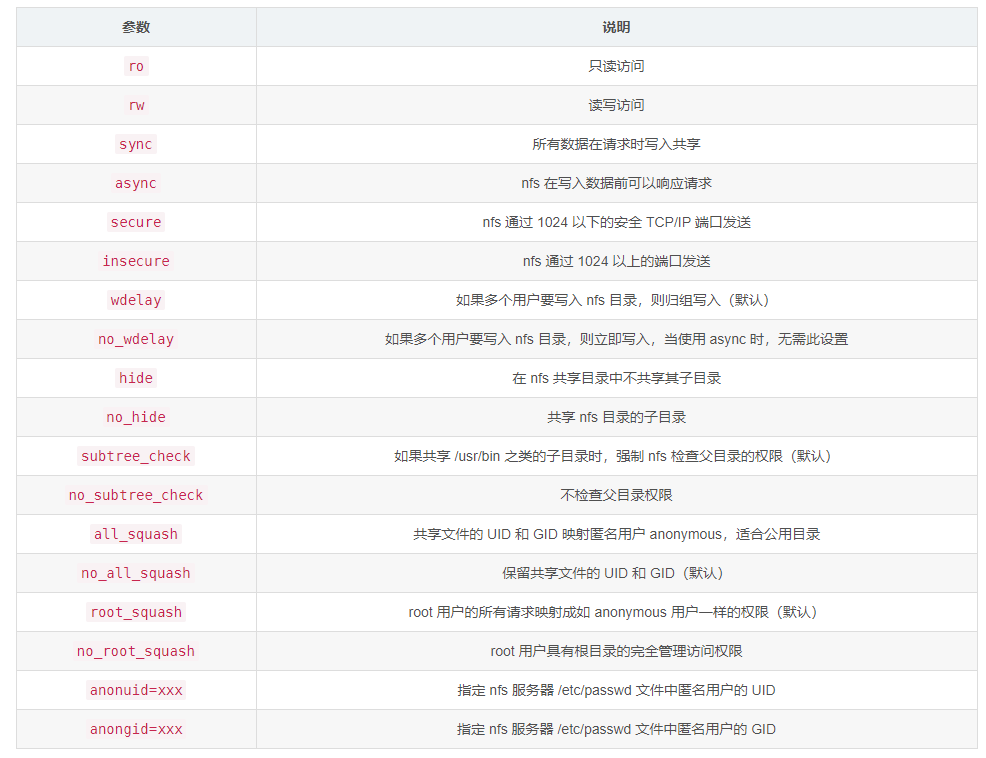 参数 说明
ro 只读访问
rw 读写访问
sync 所有数据在请求时写入共享
async nfs 在写入数据前可以响应请求
secure nfs 通过 1024 以下的安全 TCP/IP 端口发送
insecure nfs 通过 1024 以上的端口发送
wdelay 如果多个用户要写入 nfs 目录，则归组写入（默认）
no_wdelay 如果多个用户要写入 nfs 目录，则立即写入，当使用 async 时，无需此设置
hide 在 nfs 共享目录中不共享其子目录
no_hide 共享 nfs 目录的子目录
subtree_check 如果共享 /usr/bin 之类的子目录时，强制 nfs 检查父目录的权限（默认）
no_subtree_check 不检查父目录权限
all_squash 共享文件的 UID 和 GID 映射匿名用户 anonymous，适合公用目录
no_all_squash 保留共享文件的 UID 和 GID（默认）
root_squash root 用户的所有请求映射成如 anonymous 用户一样的权限（默认）
no_root_squash root 用户具有根目录的完全管理访问权限
anonuid=xxx 指定 nfs 服务器 /etc/passwd 文件中匿名用户的 UID
anongid=xxx 指定 nfs 服务器 /etc/passwd 文件中匿名用户的 GID